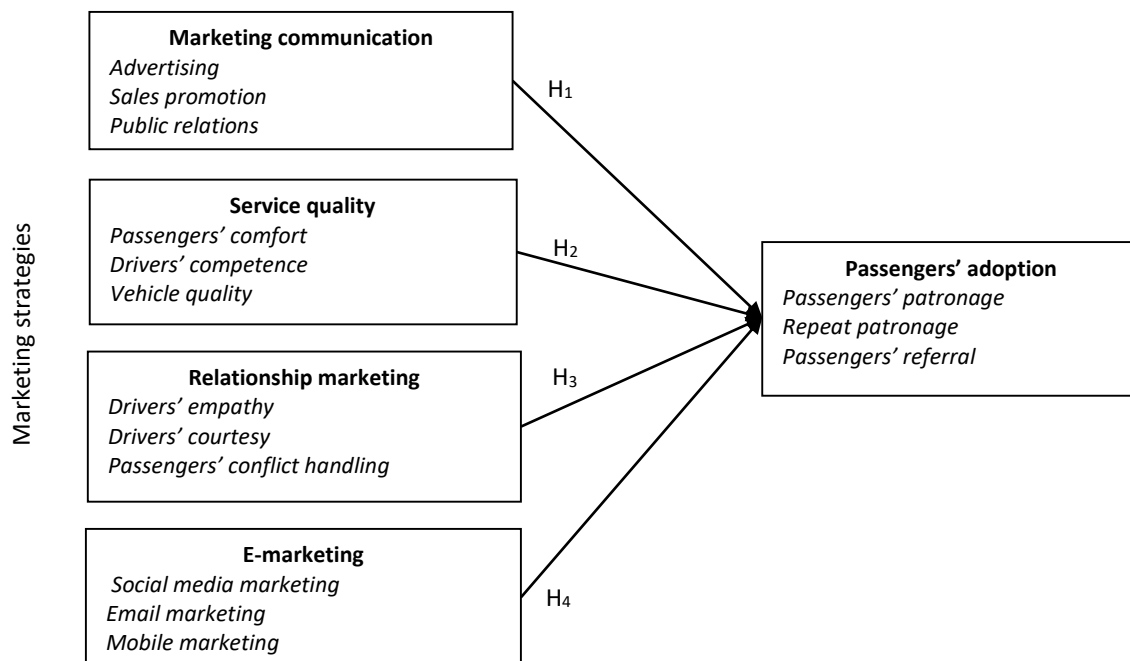 Marketing strategies
Marketing communication
Advertising
Sales promotion
Public relations
H1
Service quality
Passengers’ comfort
Drivers’ competence
Vehicle quality
H2
Relationship marketing
Drivers’ empathy
Drivers’ courtesy
Passengers’ conflict handling
H3
E-marketing
Social media marketing
Email marketing
Mobile marketing
H4
Passengers’ adoption
Passengers’ patronage
Repeat patronage
Passengers’ referral